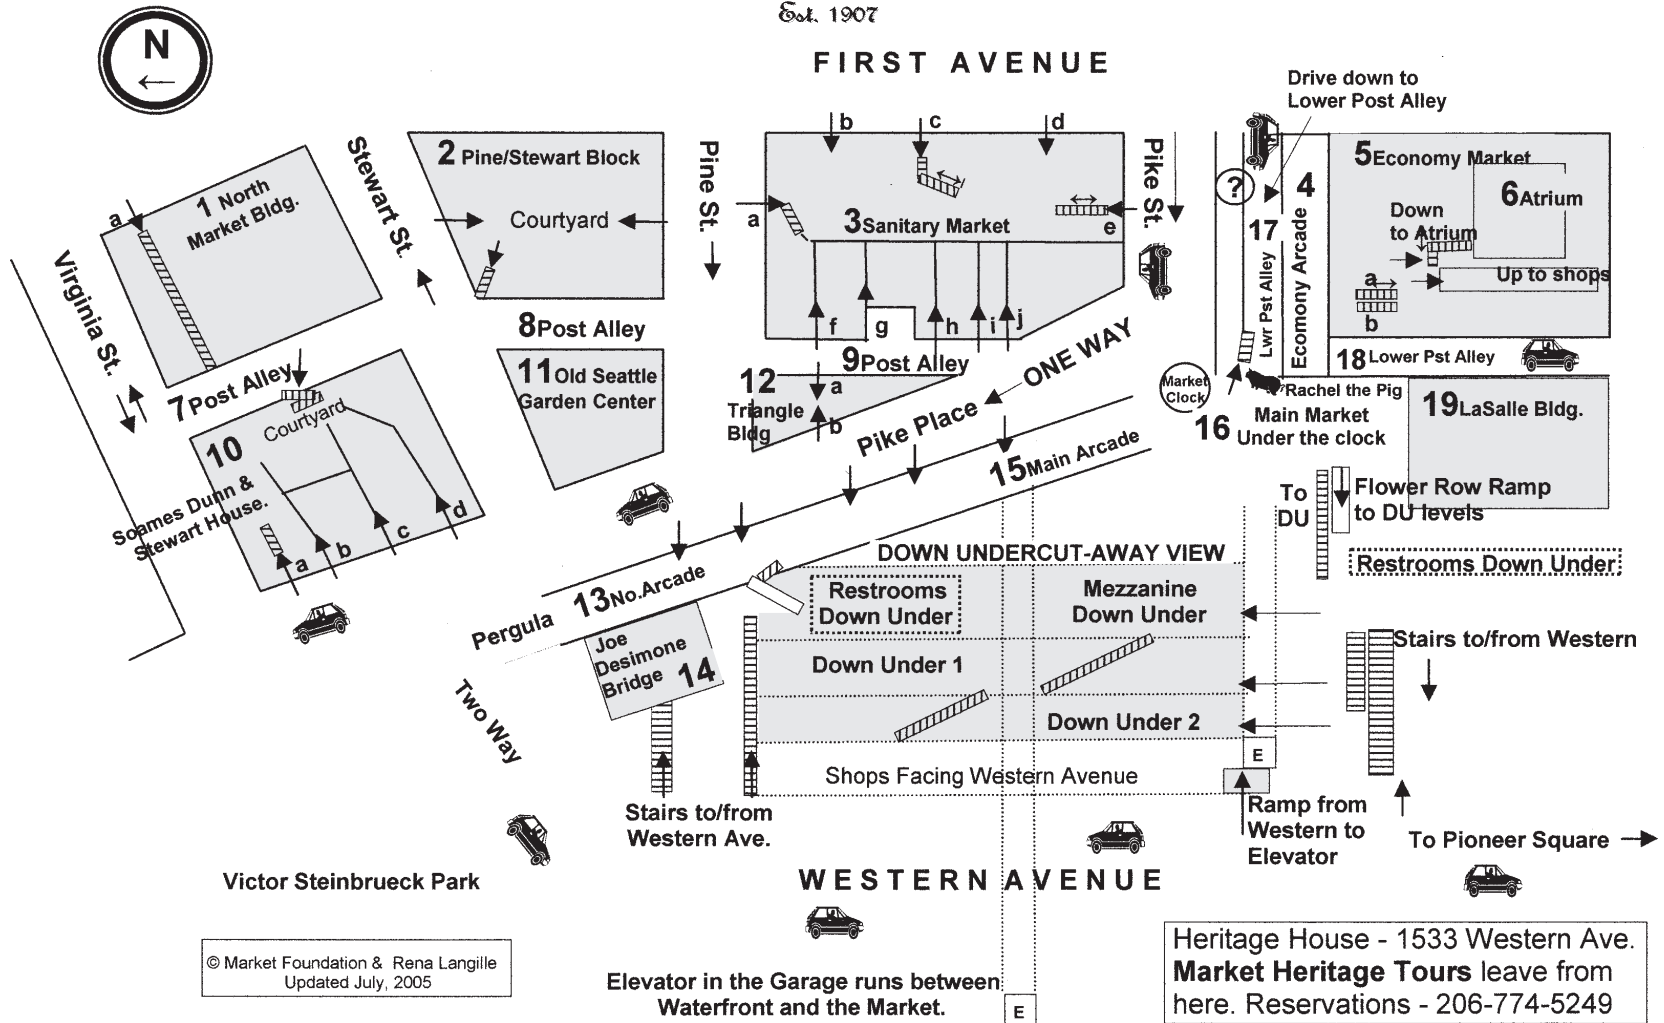 Est. 1907
N
FIRST AVENUE
Drive down to
Lower Post Alley
1 North
Market Bldg.
a
Virginia St.
Stewart St.
2 Pine/Stewart Block
Courtyard
Pine St.
b
c
d
a
3 Sanitary Market
e
f
g
h
i
j
Pike St.
?
17
Lwr Pst Alley
4
Ecomony Arcade
5 Economy Market
6 Atrium
Down
to Atrium
Up to shops
a
b
7 Post Alley
8 Post Alley
9 Post Alley
ONE WAY
18 Lower Pst Alley
10
Courtyard
Soames Dunn &
Stewart House.
a
b
c
d
11 Old Seattle
Garden Center
12
Triangle
Bldg
a
b
Pike Place
Market
Clock
Rachel the Pig
16 Main Market
Under the clock
19 LaSalle Bldg.
15 Main Arcade
To
DU
Flower Row Ramp
to DU levels
Restrooms Down Under
DOWN UNDERCUT-AWAY VIEW
Restrooms
Down Under
Mezzanine
Down Under
Pergula
13 No. Arcade
Joe
Desimone
Bridge 14
Down Under 1
Down Under 2
Stairs to/from Western
Two Way
E
Shops Facing Western Avenue
Stairs to/from
Western Ave.
Ramp from
Western to
Elevator
To Pioneer Square
Victor Steinbrueck Park
WESTERN AVENUE
© Market Foundation & Rena Langille
Updated July, 2005
Elevator in the Garage runs between
Waterfront and the Market.
E
Heritage House - 1533 Western Ave.
Market Heritage Tours leave from
here. Reservations - 206-774-5249